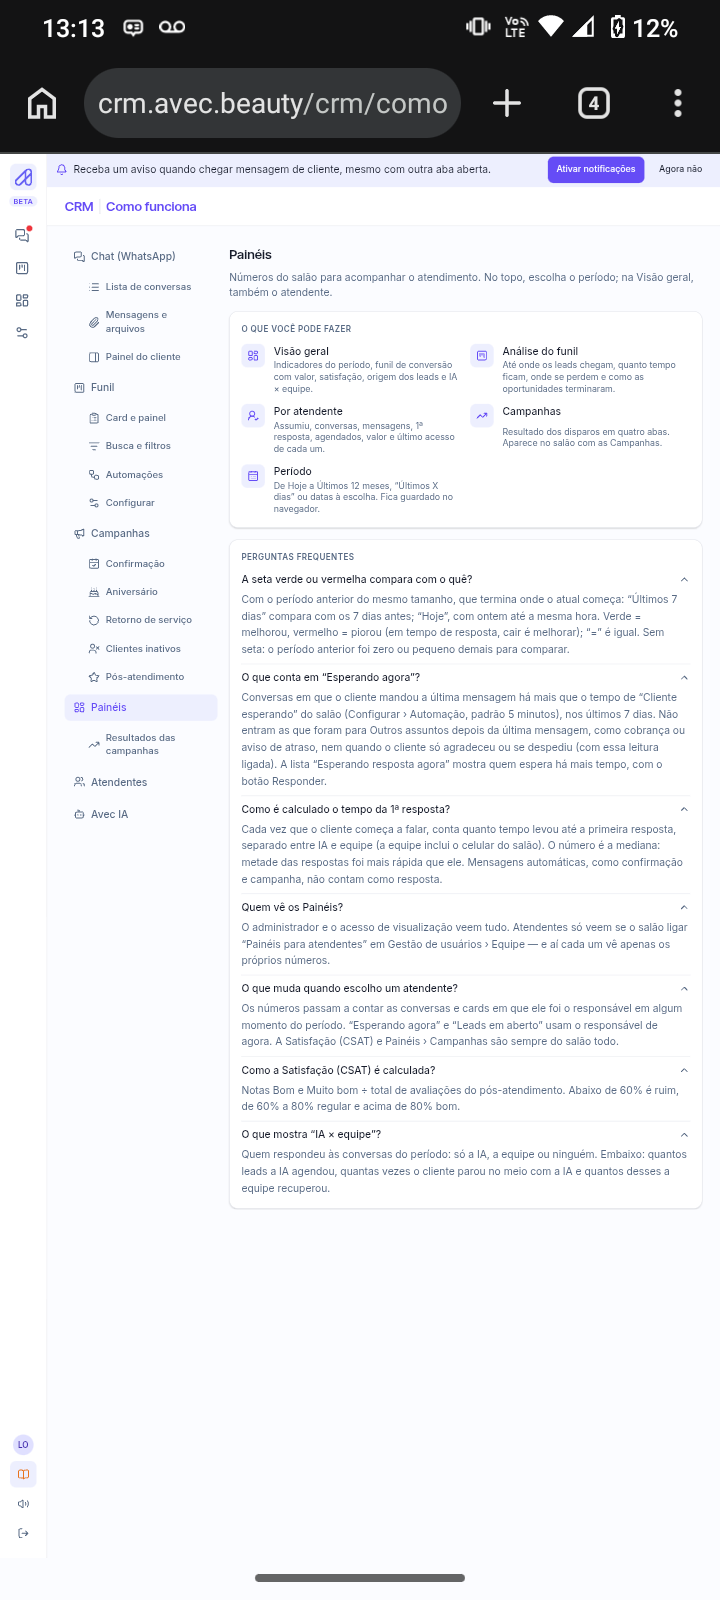 13:13
Vo
LTE
12%
crm.avec.beauty/crm/como
4
Receba um aviso quando chegar mensagem de cliente, mesmo com outra aba aberta.
Ativar notificações
Agora não
BETA
CRM
Como funciona
Chat (WhatsApp)
Lista de conversas
Mensagens e
arquivos
Painel do cliente
Funil
Card e painel
Busca e filtros
Automações
Configurar
Campanhas
Confirmação
Aniversário
Retorno de serviço
Clientes inativos
Pós-atendimento
Painéis
Resultados das
campanhas
Atendentes
Avec IA
Painéis
Números do salão para acompanhar o atendimento. No topo, escolha o período; na Visão geral,
também o atendente.
O QUE VOCÊ PODE FAZER
Visão geral
Indicadores do período, funil de conversão
com valor, satisfação, origem dos leads e IA
× equipe.
Análise do funil
Até onde os leads chegam, quanto tempo
ficam, onde se perdem e como as
oportunidades terminaram.
Por atendente
Assumiu, conversas, mensagens, 1ª
resposta, agendados, valor e último acesso
de cada um.
Campanhas
Resultado dos disparos em quatro abas.
Aparece no salão com as Campanhas.
Período
De Hoje a Últimos 12 meses, "Últimos X
dias" ou datas à escolha. Fica guardado no
navegador.
PERGUNTAS FREQUENTES
A seta verde ou vermelha compara com o quê?
Com o período anterior do mesmo tamanho, que termina onde o atual começa: "Últimos 7
dias" compara com os 7 dias antes; "Hoje", com ontem até a mesma hora. Verde =
melhorou, vermelho = piorou (em tempo de resposta, cair é melhorar); "=" é igual. Sem
seta: o período anterior foi zero ou pequeno demais para comparar.
O que conta em "Esperando agora"?
Conversas em que o cliente mandou a última mensagem há mais que o tempo de "Cliente
esperando" do salão (Configurar › Automação, padrão 5 minutos), nos últimos 7 dias. Não
entram as que foram para Outros assuntos depois da última mensagem, como cobrança ou
aviso de atraso, nem quando o cliente só agradeceu ou se despediu (com essa leitura
ligada). A lista "Esperando resposta agora" mostra quem espera há mais tempo, com o
botão Responder.
Como é calculado o tempo da 1ª resposta?
Cada vez que o cliente começa a falar, conta quanto tempo levou até a primeira resposta,
separado entre IA e equipe (a equipe inclui o celular do salão). O número é a mediana:
metade das respostas foi mais rápida que ele. Mensagens automáticas, como confirmação
e campanha, não contam como resposta.
Quem vê os Painéis?
O administrador e o acesso de visualização veem tudo. Atendentes só veem se o salão ligar
"Painéis para atendentes" em Gestão de usuários › Equipe — e aí cada um vê apenas os
próprios números.
O que muda quando escolho um atendente?
Os números passam a contar as conversas e cards em que ele foi o responsável em algum
momento do período. "Esperando agora" e "Leads em aberto" usam o responsável de
agora. A Satisfação (CSAT) e Painéis › Campanhas são sempre do salão todo.
Como a Satisfação (CSAT) é calculada?
Notas Bom e Muito bom ÷ total de avaliações do pós-atendimento. Abaixo de 60% é ruim,
de 60% a 80% regular e acima de 80% bom.
O que mostra "IA × equipe"?
Quem respondeu às conversas do período: só a IA, a equipe ou ninguém. Embaixo: quantos
leads a IA agendou, quantas vezes o cliente parou no meio com a IA e quantos desses a
equipe recuperou.
LO